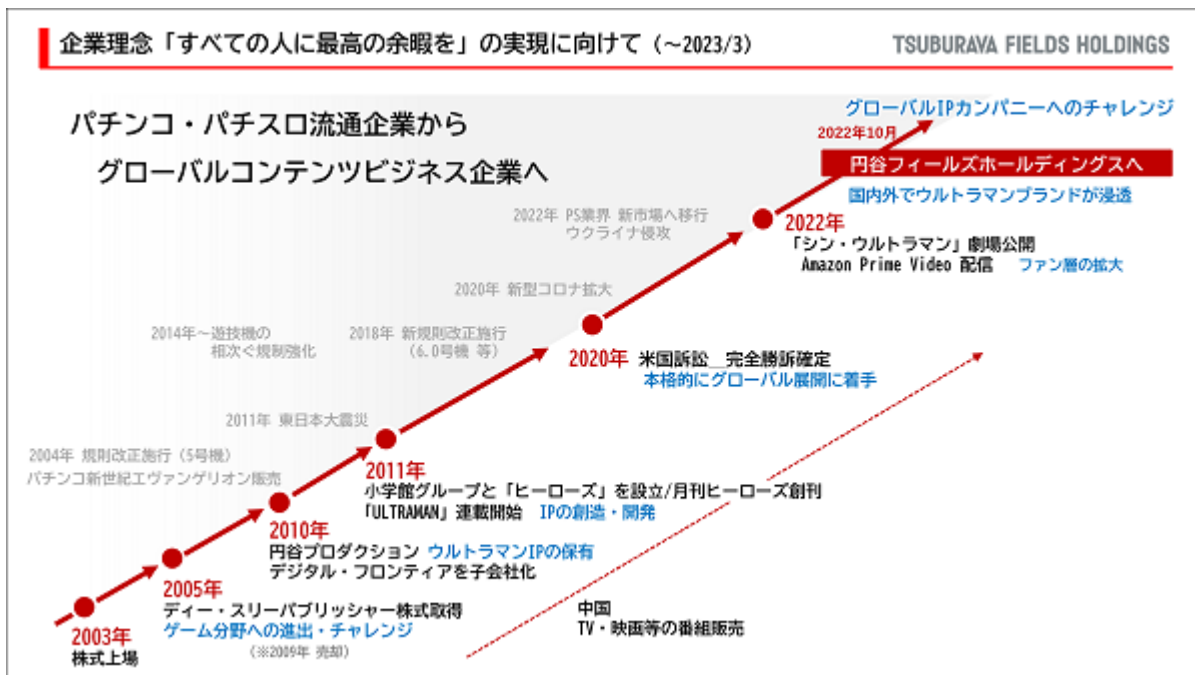 企業理念「すべての人に最高の余暇を」の実現に向けて（～2023/3）
TSUBURAYA FIELDS HOLDINGS
パチンコ・パチスロ流通企業から
グローバルコンテンツビジネス企業へ
グローバルIPカンパニーへのチャレンジ
2022年10月
円谷フィールズホールディングスへ
国内外でウルトラマンブランドが浸透
2022年 PS業界 新市場へ移行
ウクライナ侵攻
2022年
「シン・ウルトラマン」劇場公開
Amazon Prime Video 配信 ファン層の拡大
2020年 新型コロナ拡大
2014年～遊技機の
相次ぐ規制強化
2018年 新規則改正施行
（6.0号機 等）
2020年 米国訴訟＿完全勝訴確定
本格的にグローバル展開に着手
2011年 東日本大震災
2004年 規則改正施行（5号機）
パチンコ新世紀エヴァンゲリオン販売
2011年
小学館グループと「ヒーローズ」を設立/月刊ヒーローズ創刊
「ULTRAMAN」連載開始 IPの創造・開発
2010年
円谷プロダクション ウルトラマンIPの保有
デジタル・フロンティアを子会社化
2005年
ディー・スリーパブリッシャー株式取得
ゲーム分野への進出・チャレンジ
（※2009年 売却）
中国
TV・映画等の番組販売
2003年
株式上場